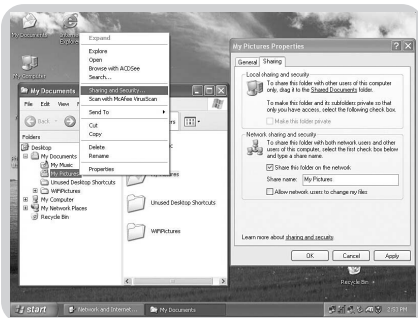 My Documents
My Computer
Expand
Explore
Open
Browse with ACDSee
Search...
Sharing and Security...
Scan with McAfee VirusScan
Send To
Cut
Copy
Delete
Rename
Properties
My Documents
File Edit View
Back
Folders
Desktop
My Documents
My Music
My Pictures
Unused Desktop Shortcuts
WifiPictures
My Computer
My Network Places
Recycle Bin
Unused Desktop Shortcuts
WifiPictures
My Pictures Properties
General Sharing
Local sharing and security
To share this folder with other users of this computer
only, drag it to the Shared Documents folder.
To make this folder and its subfolders private so that
only you have access, select the following check box.
Make this folder private
Network sharing and security
To share this folder with both network users and other
users of this computer, select the first check box below
and type a share name.
Share this folder on the network
Share name: My Pictures
Allow network users to change my files
Learn more about sharing and security.
OK Cancel Apply
Recycle Bin
start
Network and Internet...
My Documents
2:53 PM